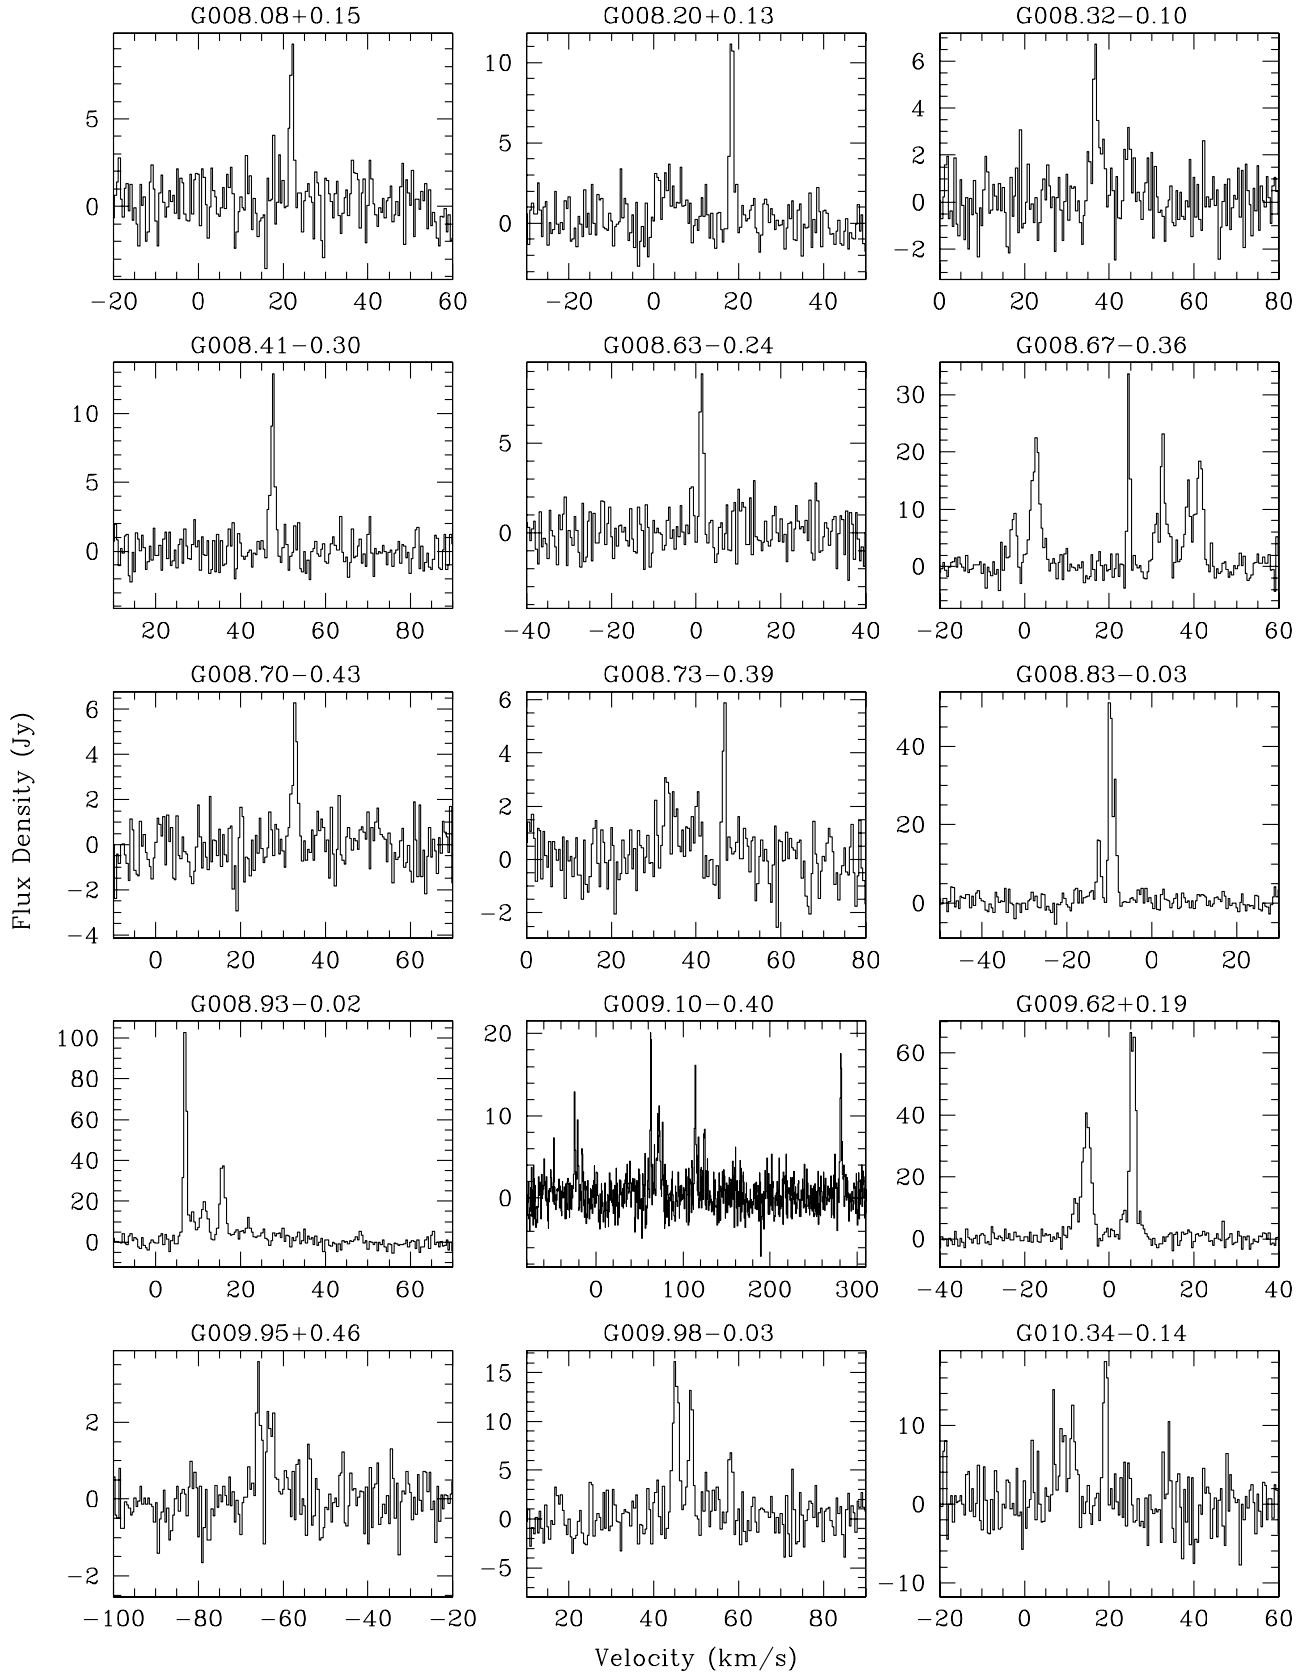 G008.08+0.15 G008.20+0.13 G008.32−0.10
5 0
−20 0 20 40 60
10 5 0
−20 0 20 40
6 4 2 0 −2
0 20 40 60 80
G008.41−0.30 G008.63−0.24 G008.67−0.36
10 5 0
20 40 60 80
5 0
−40 −20 0 20 40
30 20 10 0
−20 0 20 40 60
G008.70−0.43 G008.73−0.39 G008.83−0.03
6 4 2 0 −2 −4
0 20 40 60
6 4 2 0 −2
0 20 40 60 80
40 20 0
−40 −20 0 20
Flux Density (Jy)
G008.93−0.02 G009.10−0.40 G009.62+0.19
100 80 60 40 20 0
0 20 40 60
20 10 0
0 100 200 300
60 40 20 0
−40 −20 0 20 40
G009.95+0.46 G009.98−0.03 G010.34−0.14
2 0 −2
−100 −80 −60 −40 −20
15 10 5 0 −5
20 40 60 80
10 0 −10
−20 0 20 40 60
Velocity (km/s)